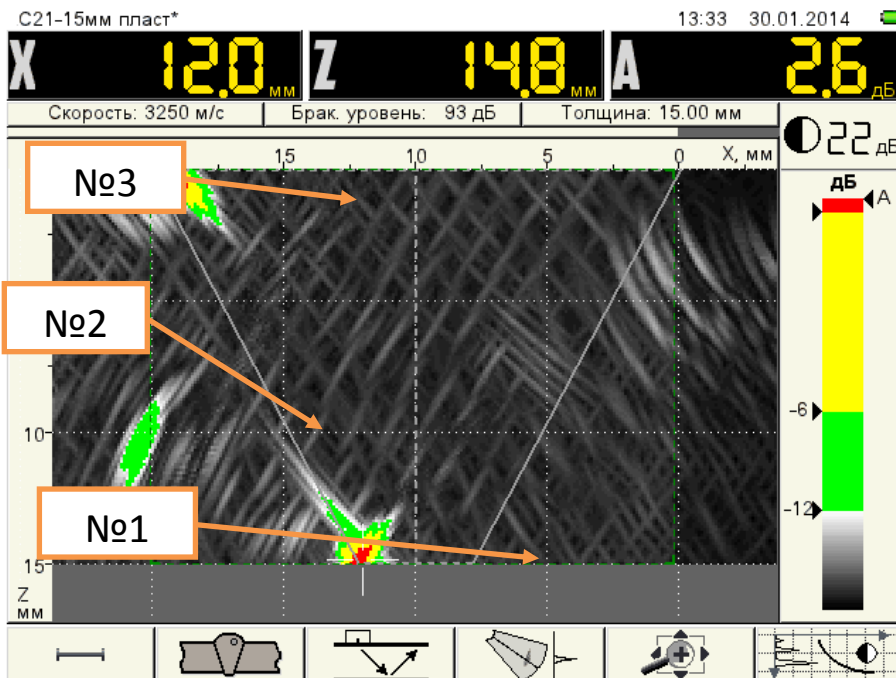 С21-15мм пласт*
13:33 30.01.2014
X 12.0 мм Z 14.8 мм A 2.6 дБ
Скорость: 3250 м/с Брак. уровень: 93 дБ Толщина: 15.00 мм
22 дБ
15 10 5 0 X, мм
дБ
A
№3
№2
-6
10
-12
№1
15
Z
мм